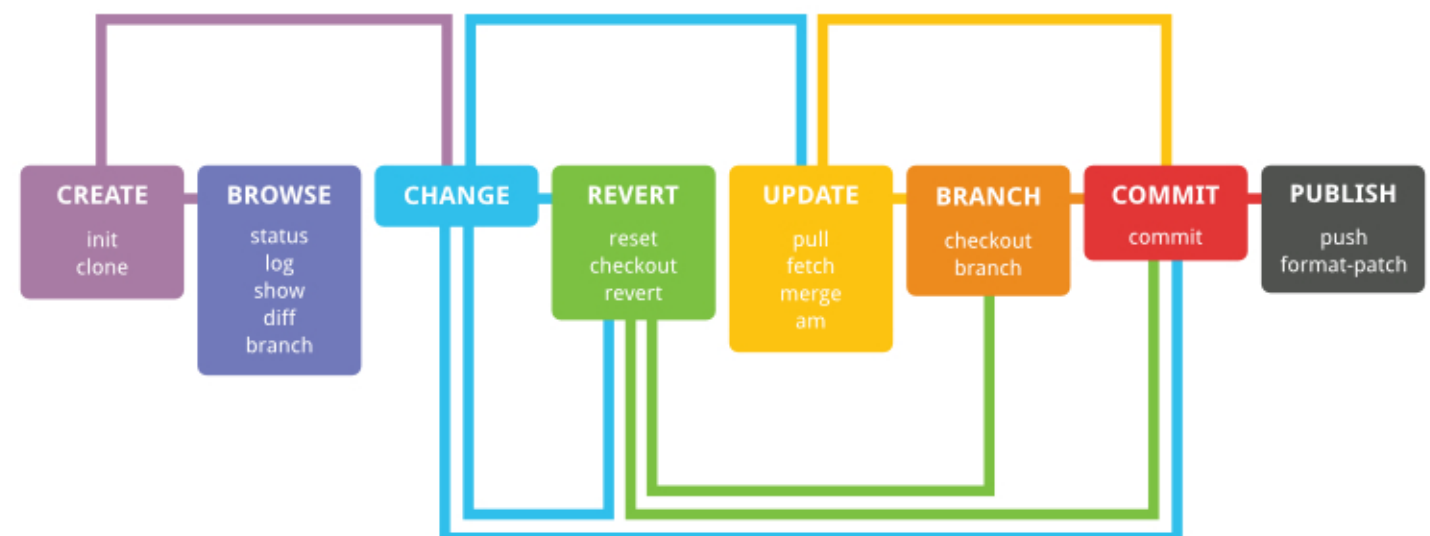 CREATE
init
clone
BROWSE
status
log
show
diff
branch
CHANGE
REVERT
reset
checkout
revert
UPDATE
pull
fetch
merge
am
BRANCH
checkout
branch
COMMIT
commit
PUBLISH
push
format-patch